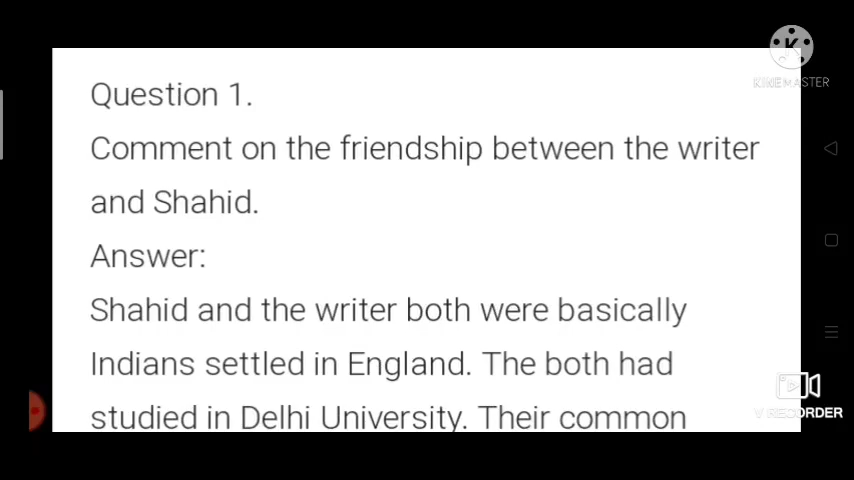 Question 1.
Comment on the friendship between the writer
and Shahid.
Answer:
Shahid and the writer both were basically
Indians settled in England. The both had
studied in Delhi University. Their common
K
KINEMASTER
V RECORDER